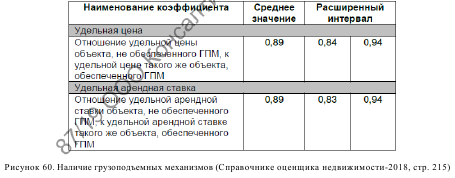 Наименование коэффициента Среднее значение Расширенный интервал
Удельная цена
Отношение удельной цены 0,89 0,84 0,94
объекта, не обеспеченного ГПМ, к
удельной цене такого же объекта,
обеспеченного ГПМ
Удельная арендная ставка
Отношение удельной арендной 0,89 0,83 0,94
ставки объекта, не обеспеченного
ГПМ, к удельной арендной ставке
такого же объекта, обеспеченного
ГПМ
Рисунок 60. Наличие грузоподъемных механизмов (Справочнике оценщика недвижимости-2018, стр. 215)